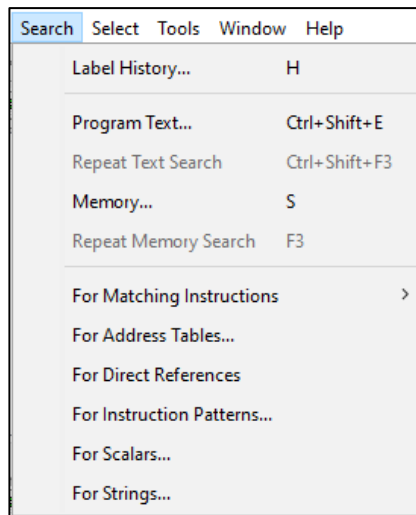 Search Select Tools Window Help
Label History... H
Program Text... Ctrl+Shift+E
Repeat Text Search Ctrl+Shift+F3
Memory... S
Repeat Memory Search F3
For Matching Instructions >
For Address Tables...
For Direct References
For Instruction Patterns...
For Scalars...
For Strings...